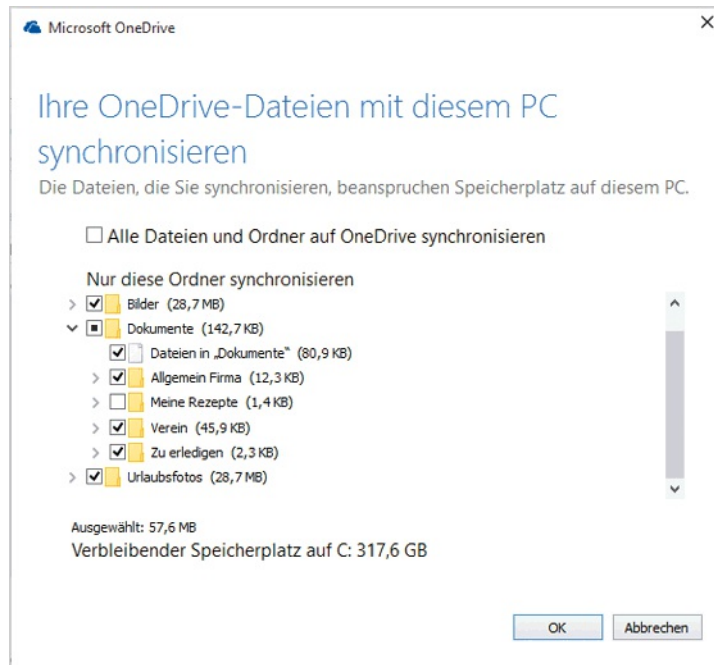 Microsoft OneDrive
Ihre OneDrive-Dateien mit diesem PC
synchronisieren
Die Dateien, die Sie synchronisieren, beanspruchen Speicherplatz auf diesem PC.
Alle Dateien und Ordner auf OneDrive synchronisieren
Nur diese Ordner synchronisieren
Bilder (28,7 MB)
Dokumente (142,7 KB)
Dateien in „Dokumente“ (80,9 KB)
Allgemein Firma (12,3 KB)
Meine Rezepte (1,4 KB)
Verein (45,9 KB)
Zu erledigen (2,3 KB)
Urlaubsfotos (28,7 MB)
Ausgewählt: 57,6 MB
Verbleibender Speicherplatz auf C: 317,6 GB
OK Abbrechen